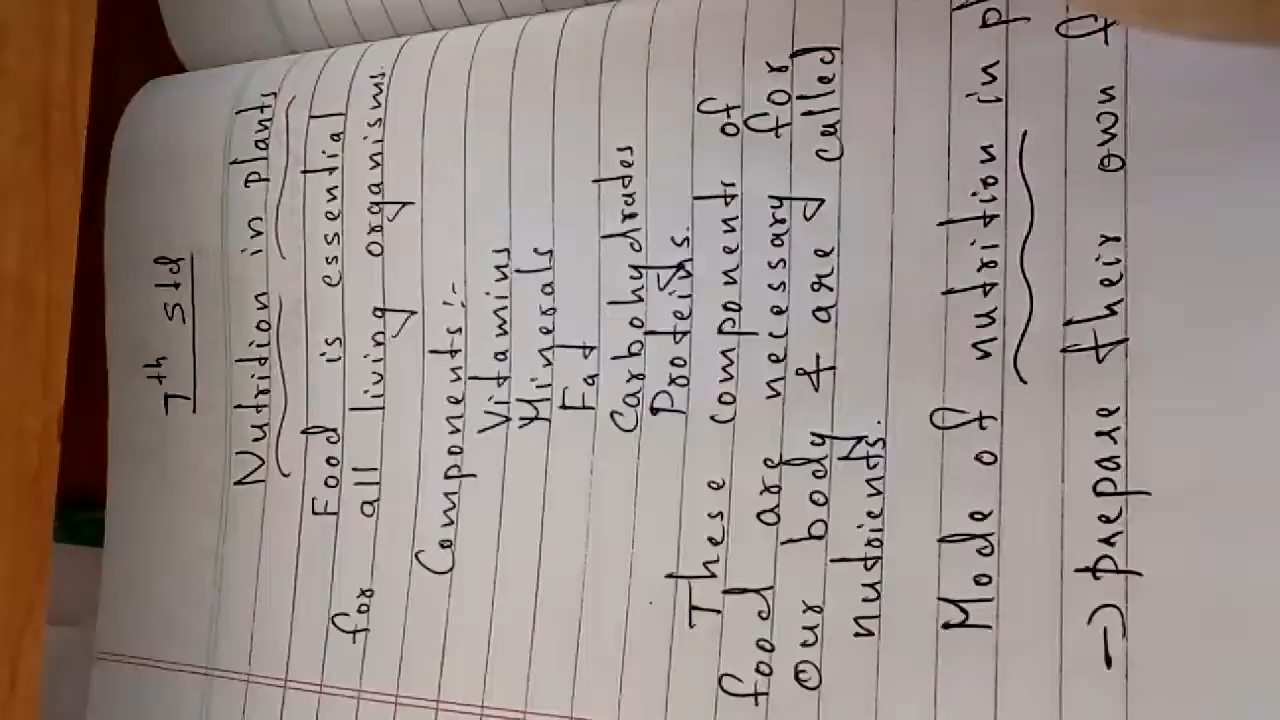 7th std
Nutrition in plants
Food is essential
for all living organisms.
Components:-
Vitamins
Minerals
Fat
Carbohydrates
Proteins.
These components of
food are necessary for
our body & are called
nutrients.
Mode of nutrition in
→ prepare their own